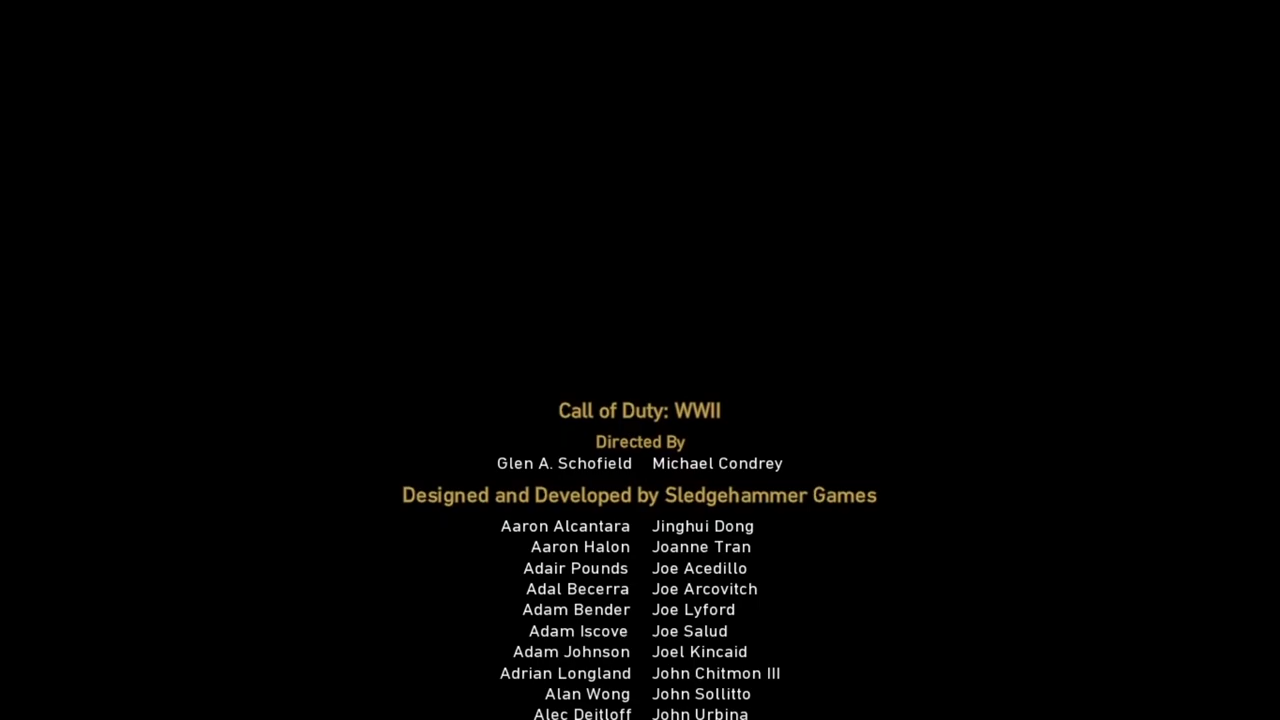 Call of Duty: WWII
Directed By
Glen A. Schofield Michael Condrey
Designed and Developed by Sledgehammer Games
Aaron Alcantara Jinghui Dong
Aaron Halon Joanne Tran
Adair Pounds Joe Acedillo
Adal Becerra Joe Arcovitch
Adam Bender Joe Lyford
Adam Iscove Joe Salud
Adam Johnson Joel Kincaid
Adrian Longland John Chitmon III
Alan Wong John Sollitto
Alec Deitloff John Urbina